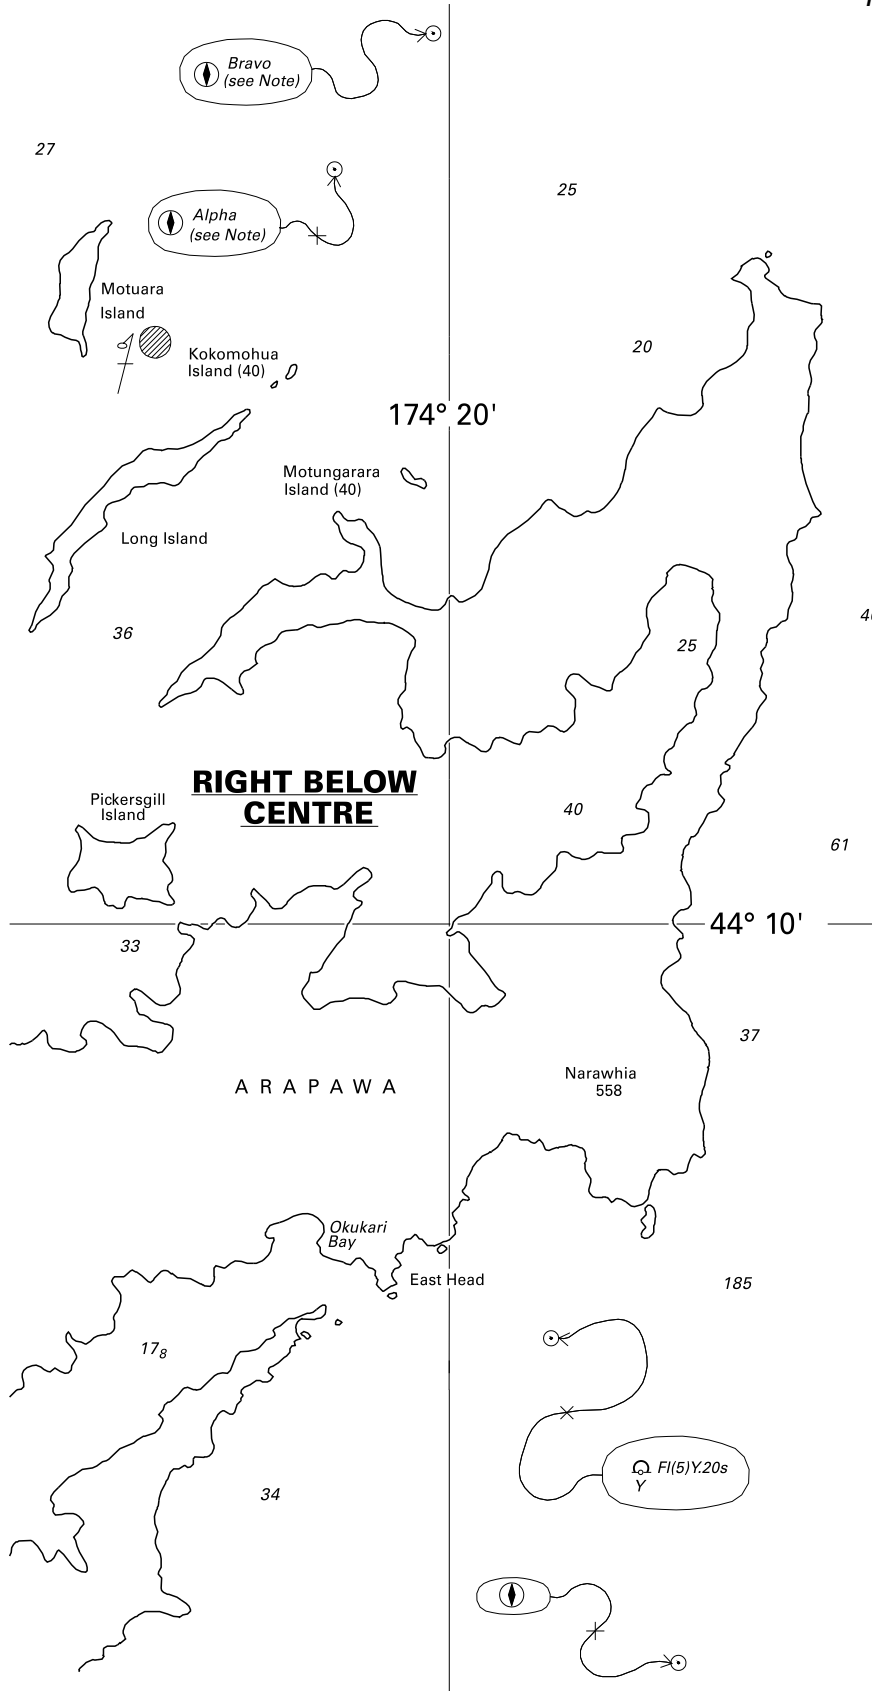 Bravo
(see Note)
27
25
Alpha
(see Note)
Motuara
Island
20
Kokomohua
Island (40)
174° 20'
Motungarara
Island (40)
Long Island
36
25
RIGHT BELOW
CENTRE
Pickersgill
Island
40
61
44° 10'
33
37
Narawhia
558
ARAPAWA
Okukari
Bay
East Head
185
17₈
Fl(5)Y.20s
Y
34